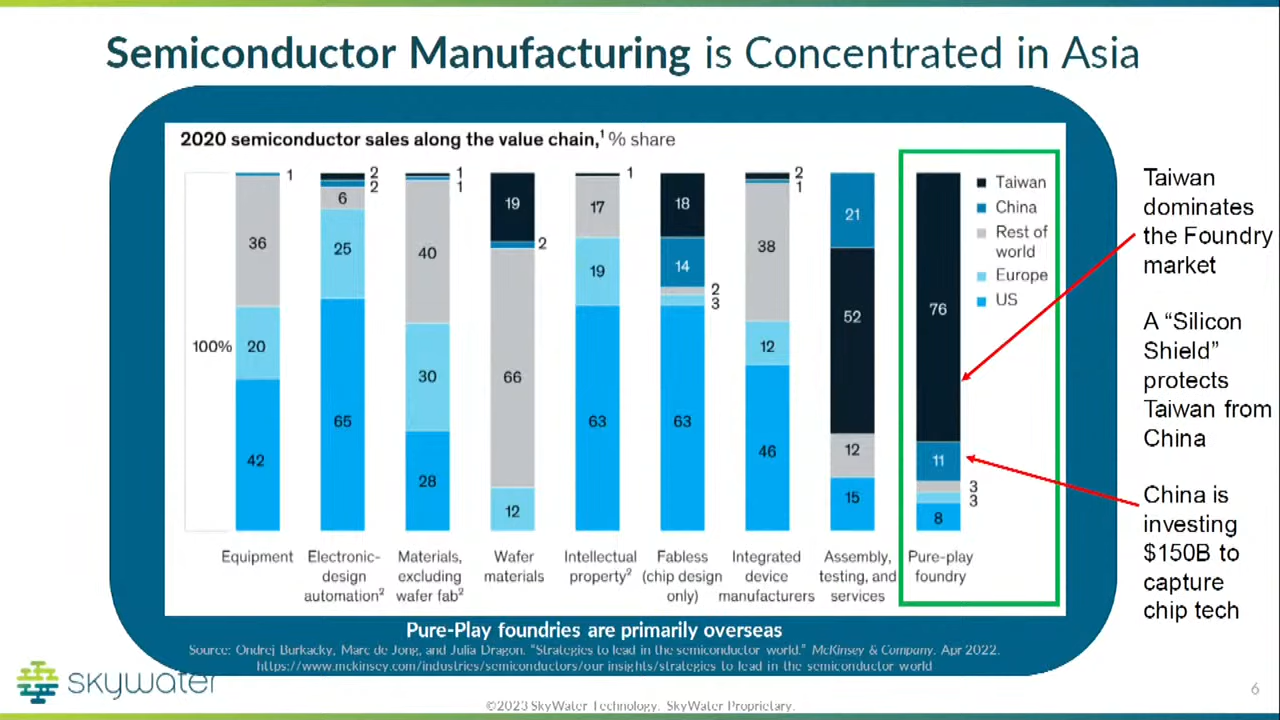 Semiconductor Manufacturing is Concentrated in Asia
2020 semiconductor sales along the value chain,¹ % share
100%
1
36
20
42
2
2
6
25
65
1
1
40
30
28
19
2
66
12
1
17
19
63
18
14
2
3
63
2
1
38
12
46
21
52
12
15
76
11
3
3
8
Taiwan
China
Rest of
world
Europe
US
Equipment
Electronic-
design
automation²
Materials,
excluding
wafer fab²
Wafer
materials
Intellectual
property²
Fabless
(chip design
only)
Integrated
device
manufacturers
Assembly,
testing, and
services
Pure-play
foundry
Taiwan
dominates
the Foundry
market
A “Silicon
Shield”
protects
Taiwan from
China
China is
investing
$150B to
capture
chip tech
Pure-Play foundries are primarily overseas
Source: Ondrej Burkacky, Marc de Jong, and Julia Dragon. “Strategies to lead in the semiconductor world.” McKinsey & Company. Apr 2022.
https://www.mckinsey.com/industries/semiconductors/our insights/strategies to lead in the semiconductor world
skywater
©2023 SkyWater Technology. SkyWater Proprietary.
6